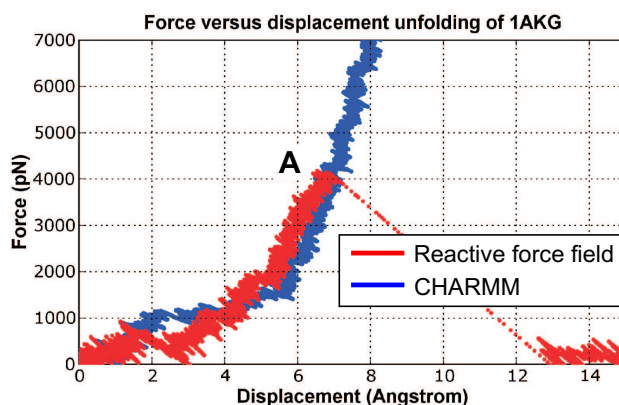 Force versus displacement unfolding of 1AKG
7000
6000
5000
4000
3000
2000
1000
0
Force (pN)
A
Reactive force field
CHARMM
0 2 4 6 8 10 12 14
Displacement (Angstrom)